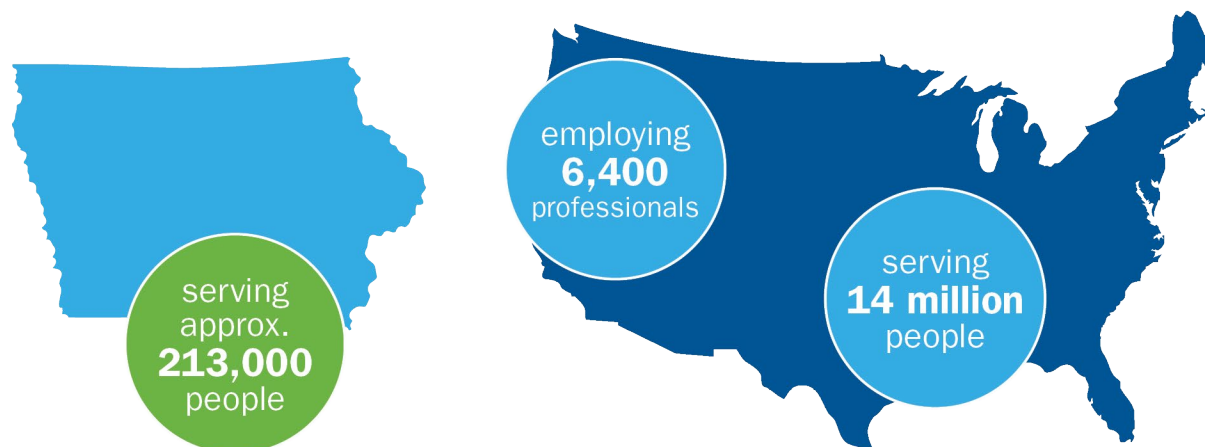 serving
approx.
213,000
people
employing
6,400
professionals
serving
14 million
people